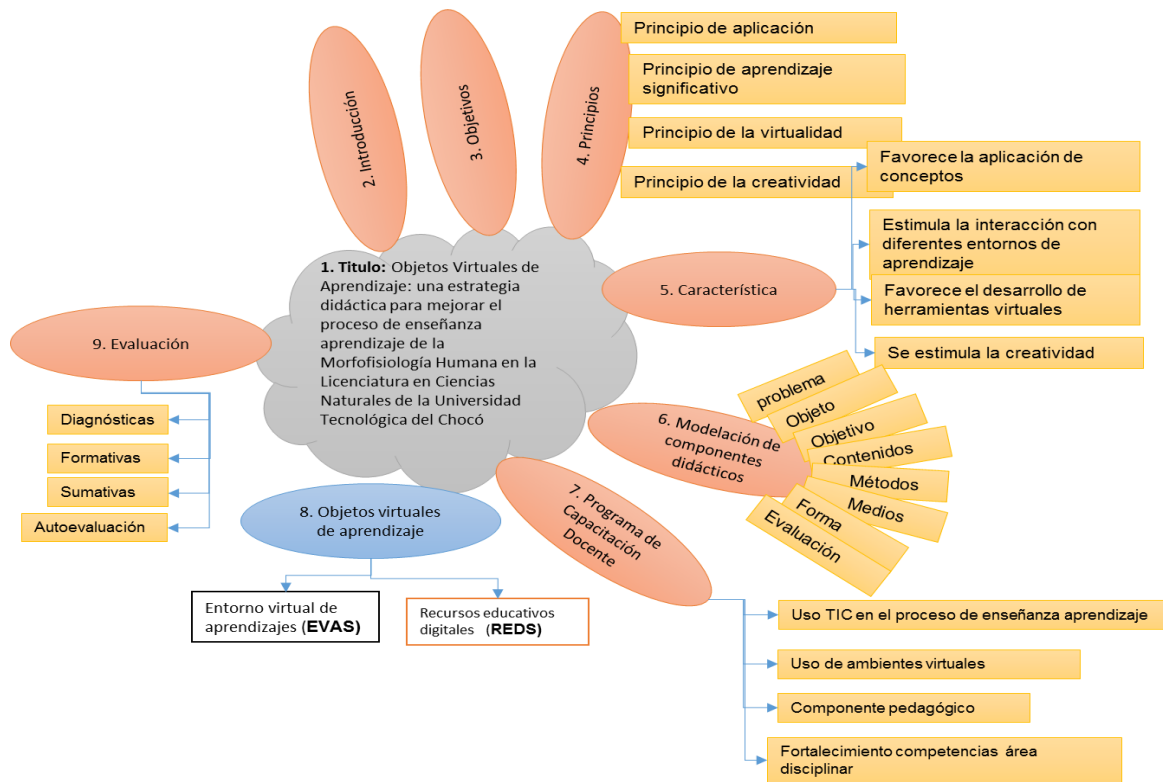 1. Titulo: Objetos Virtuales de
Aprendizaje: una estrategia
didáctica para mejorar el
proceso de enseñanza
aprendizaje de la
Morfofisiología Humana en la
Licenciatura en Ciencias
Naturales de la Universidad
Tecnológica del Chocó
2. Introducción
3. Objetivos
4. Principios
Principio de aplicación
Principio de aprendizaje
significativo
Principio de la virtualidad
Principio de la creatividad
5. Característica
Favorece la aplicación de
conceptos
Estimula la interacción con
diferentes entornos de
aprendizaje
Favorece el desarrollo de
herramientas virtuales
Se estimula la creatividad
6. Modelación de
componentes
didácticos
problema
Objeto
Objetivo
Contenidos
Métodos
Medios
Forma
Evaluación
7. Programa de
Capacitación
Docente
Uso TIC en el proceso de enseñanza aprendizaje
Uso de ambientes virtuales
Componente pedagógico
Fortalecimiento competencias área
disciplinar
8. Objetos virtuales
de aprendizaje
Entorno virtual de
aprendizajes (EVAS)
Recursos educativos
digitales (REDS)
9. Evaluación
Diagnósticas
Formativas
Sumativas
Autoevaluación